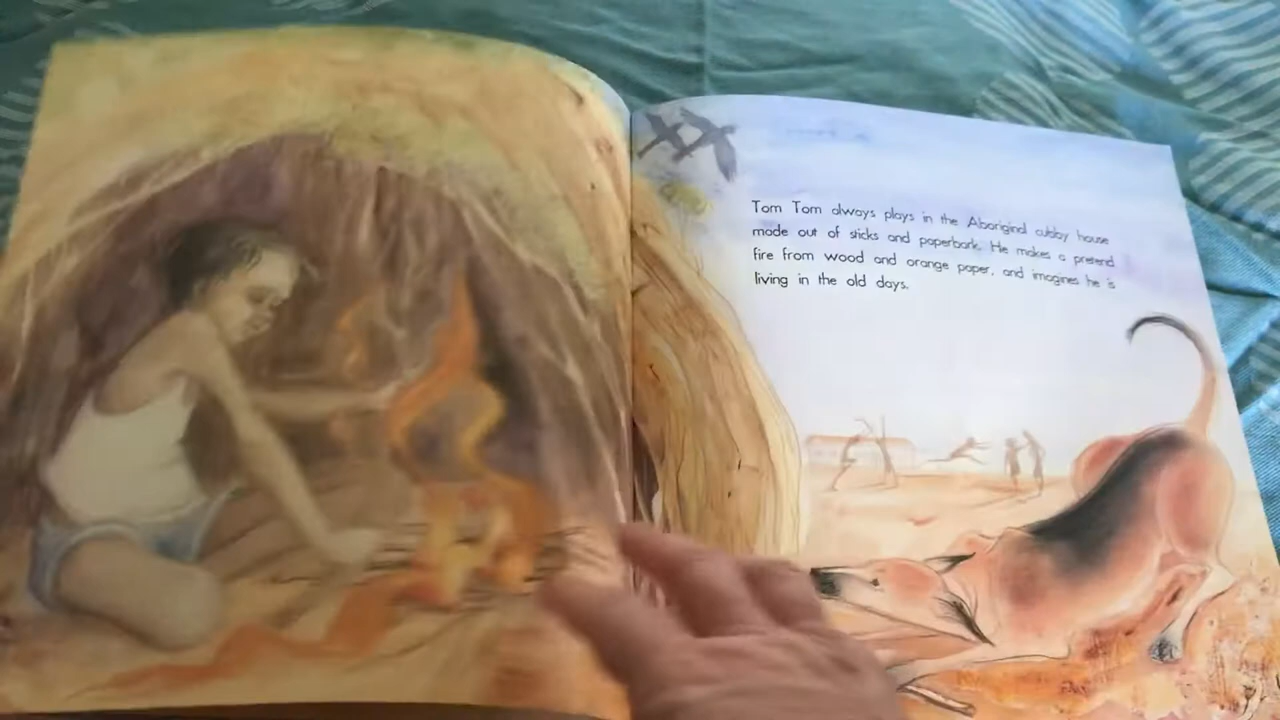 Tom Tom always plays in the Aboriginal cubby house
made out of sticks and paperbark. He makes a pretend
fire from wood and orange paper, and imagines he is
living in the old days.